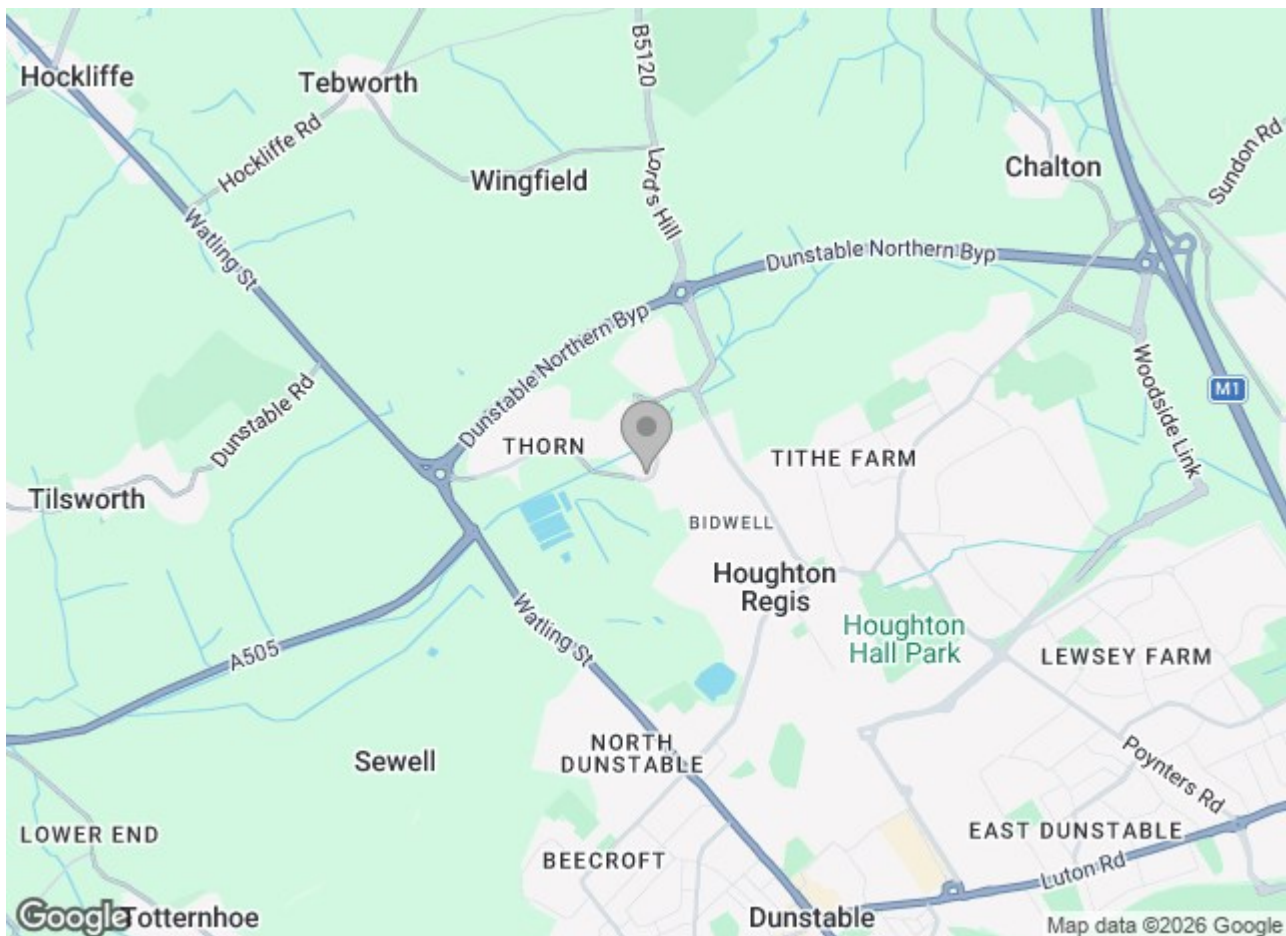 Hockliffe
Tebworth
B5120
Hockliffe Rd
Wingfield
Lord's Hill
Chalton
Sundon Rd
Watling St
Dunstable Northern Byp
Dunstable Northern Byp
Woodside Link
M1
Dunstable Rd
THORN
TITHE FARM
Tilsworth
BIDWELL
Houghton
Regis
Watling St
Houghton
Hall Park
A505
LEWSEY FARM
NORTH
DUNSTABLE
Sewell
Poynters Rd
LOWER END
EAST DUNSTABLE
BEECROFT
Luton Rd
Google
Totternhoe
Dunstable
Map data ©2026 Google